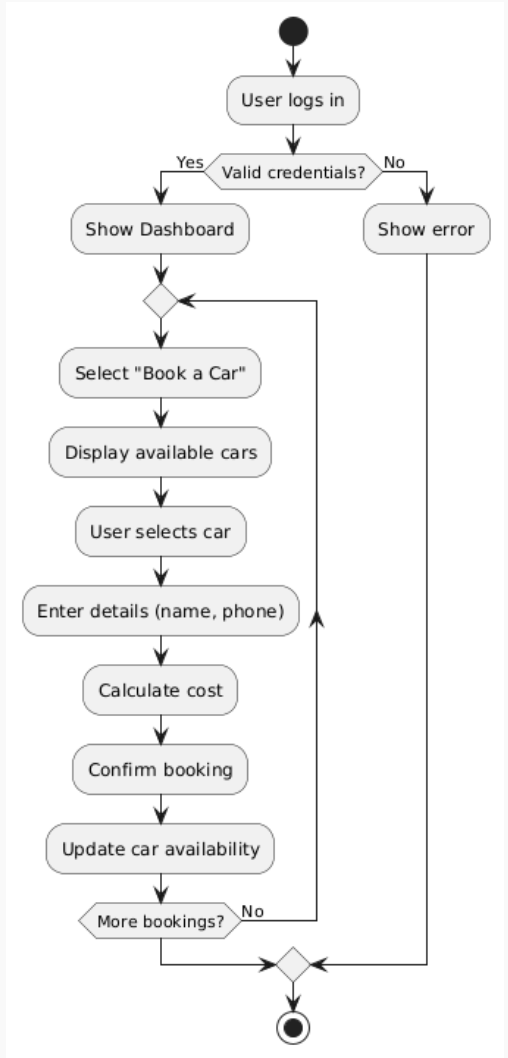 User logs in
Yes
Valid credentials?
No
Show Dashboard
Show error
Select "Book a Car"
Display available cars
User selects car
Enter details (name, phone)
Calculate cost
Confirm booking
Update car availability
More bookings?
No